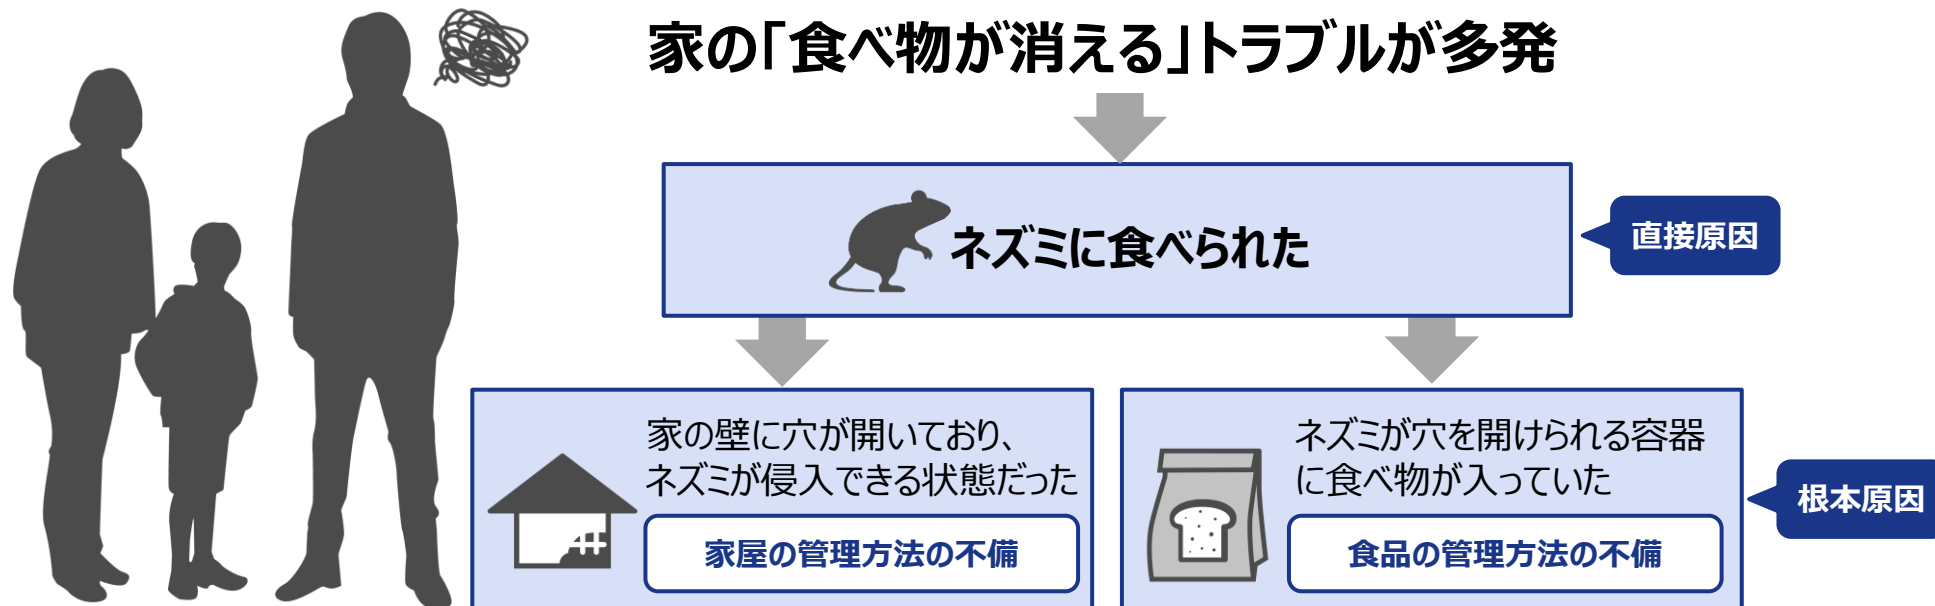 家の「食べ物が消える」トラブルが多発
ネズミに食べられた
直接原因
家の壁に穴が開いており、
ネズミが侵入できる状態だった
家屋の管理方法の不備
ネズミが穴を開けられる容器
に食べ物が入っていた
食品の管理方法の不備
根本原因